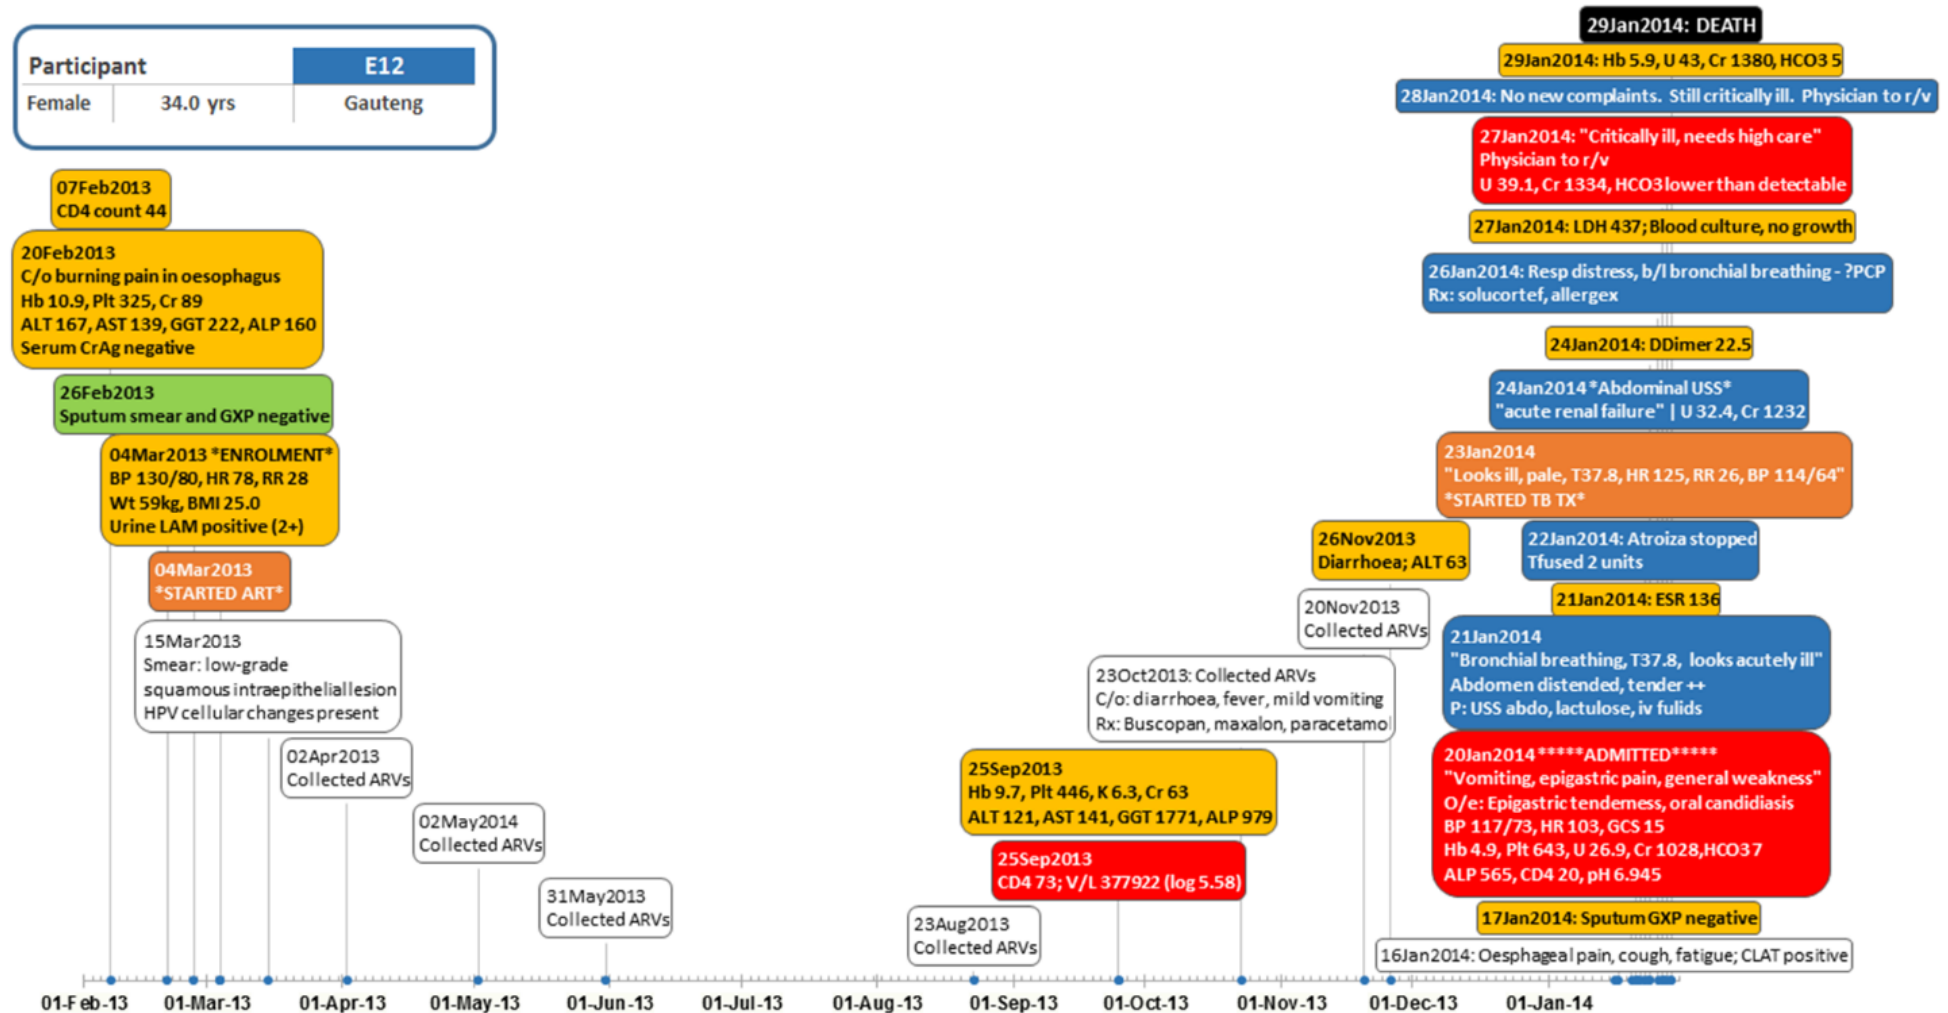 Participant E12
Female 34.0 yrs Gauteng
07Feb2013
CD4 count 44
20Feb2013
C/o burning pain in oesophagus
Hb 10.9, Plt 325, Cr 89
ALT 167, AST 139, GGT 222, ALP 160
Serum CrAg negative
26Feb2013
Sputum smear and GXP negative
04Mar2013 *ENROLMENT*
BP 130/80, HR 78, RR 28
Wt 59kg, BMI 25.0
Urine LAM positive (2+)
04Mar2013
*STARTED ART*
15Mar2013
Smear: low-grade
squamous intraepitheliallesion
HPV cellular changes present
02Apr2013
Collected ARVs
02May2014
Collected ARVs
31May2013
Collected ARVs
23Aug2013
Collected ARVs
25Sep2013
Hb 9.7, Plt 446, K 6.3, Cr 63
ALT 121, AST 141, GGT 1771, ALP 979
25Sep2013
CD4 73; V/L 377922 (log 5.58)
23Oct2013: Collected ARVs
C/o: diarrhoea, fever, mild vomiting
Rx: Buscopan, maxalon, paracetamol
20Nov2013
Collected ARVs
26Nov2013
Diarrhoea; ALT 63
29Jan2014: DEATH
29Jan2014: Hb 5.9, U 43, Cr 1380, HCO3 5
28Jan2014: No new complaints. Still critically ill. Physician to r/v
27Jan2014: "Critically ill, needs high care"
Physician to r/v
U 39.1, Cr 1334, HCO3 lower than detectable
27Jan2014: LDH 437; Blood culture, no growth
26Jan2014: Resp distress, b/l bronchial breathing - ?PCP
Rx: solucortef, allergex
24Jan2014: DDimer 22.5
24Jan2014 *Abdominal USS*
"acute renal failure" | U 32.4, Cr 1232
23Jan2014
"Looks ill, pale, T37.8, HR 125, RR 26, BP 114/64"
*STARTED TB TX*
22Jan2014: Atroiza stopped
Tfused 2 units
21Jan2014: ESR 136
21Jan2014
"Bronchial breathing, T37.8, looks acutely ill"
Abdomen distended, tender ++
P: USS abdo, lactulose, iv fulids
20Jan2014 *****ADMITTED*****
"Vomiting, epigastric pain, general weakness"
O/e: Epigastric tenderness, oral candidiasis
BP 117/73, HR 103, GCS 15
Hb 4.9, Plt 643, U 26.9, Cr 1028,HCO37
ALP 565, CD4 20, pH 6.945
17Jan2014: Sputum GXP negative
16Jan2014: Oesphageal pain, cough, fatigue; CLAT positive
01-Feb-13 01-Mar-13 01-Apr-13 01-May-13 01-Jun-13 01-Jul-13 01-Aug-13 01-Sep-13 01-Oct-13 01-Nov-13 01-Dec-13 01-Jan-14